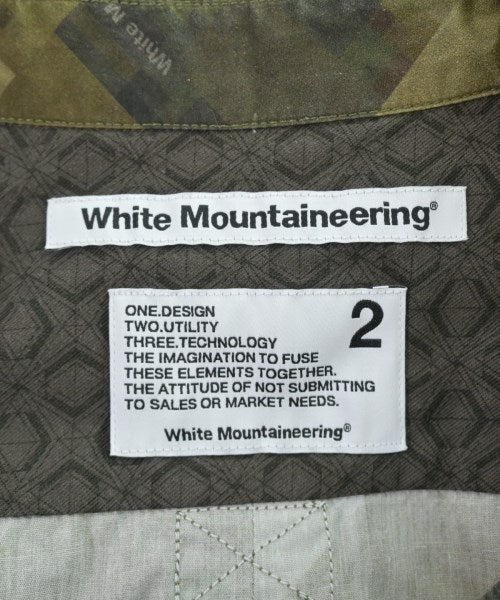 White M
White Mountaineering®
2
ONE.DESIGN
TWO.UTILITY
THREE.TECHNOLOGY
THE IMAGINATION TO FUSE
THESE ELEMENTS TOGETHER.
THE ATTITUDE OF NOT SUBMITTING
TO SALES OR MARKET NEEDS.
White Mountaineering®